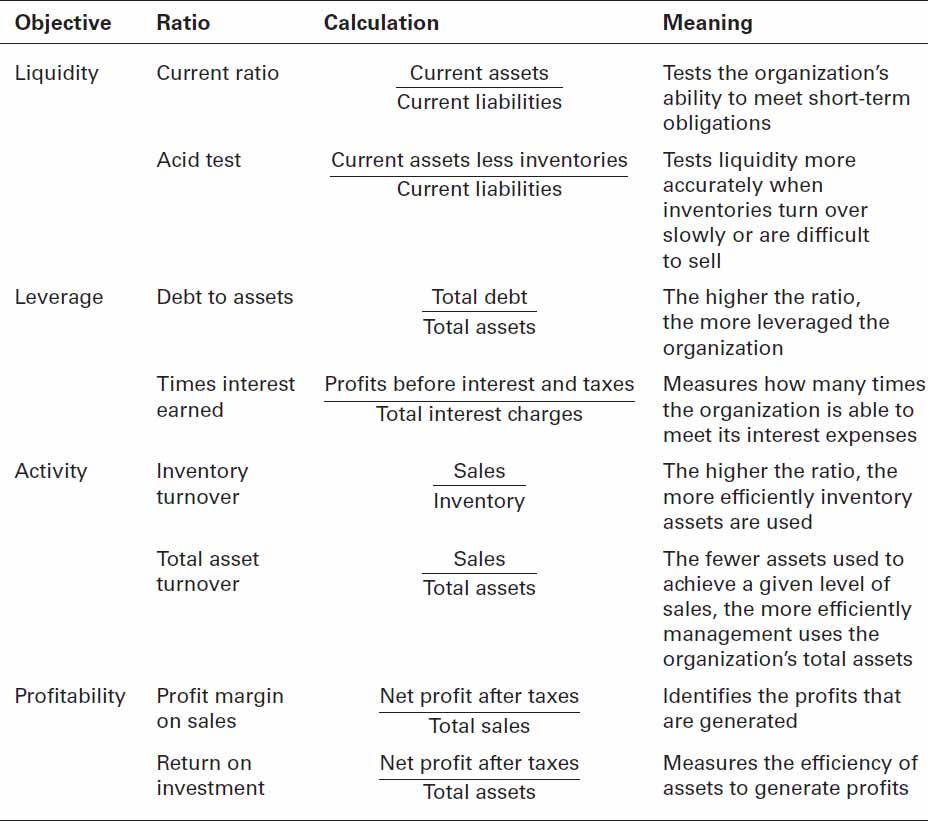 Objective Ratio Calculation Meaning
Liquidity Current ratio Current assets Tests the organization’s
Current liabilities ability to meet short-term
obligations
Acid test Current assets less inventories Tests liquidity more
Current liabilities accurately when
inventories turn over
slowly or are difficult
to sell
Leverage Debt to assets Total debt The higher the ratio,
Total assets the more leveraged the
organization
Times interest Profits before interest and taxes Measures how many times
earned Total interest charges the organization is able to
meet its interest expenses
Activity Inventory Sales The higher the ratio, the
turnover Inventory more efficiently inventory
assets are used
Total asset Sales The fewer assets used to
turnover Total assets achieve a given level of
sales, the more efficiently
management uses the
organization’s total assets
Profitability Profit margin Net profit after taxes Identifies the profits that
on sales Total sales are generated
Return on Net profit after taxes Measures the efficiency of
investment Total assets assets to generate profits